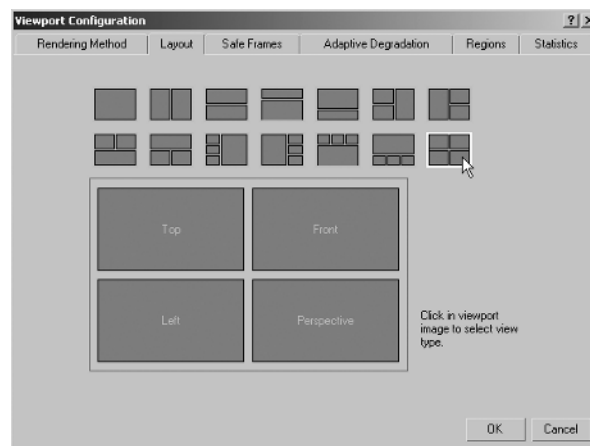 Viewport Configuration
Rendering Method
Layout
Safe Frames
Adaptive Degradation
Regions
Statistics
Top
Front
Left
Perspective
Click in viewport
image to select view
type.
OK
Cancel